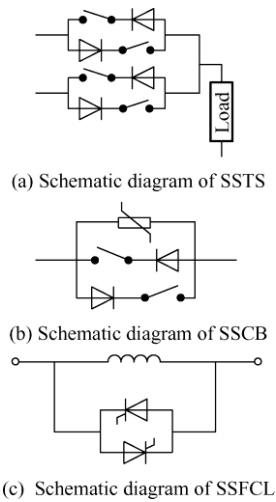 Load
(a) Schematic diagram of SSTS
(b) Schematic diagram of SSCB
(c) Schematic diagram of SSFCL